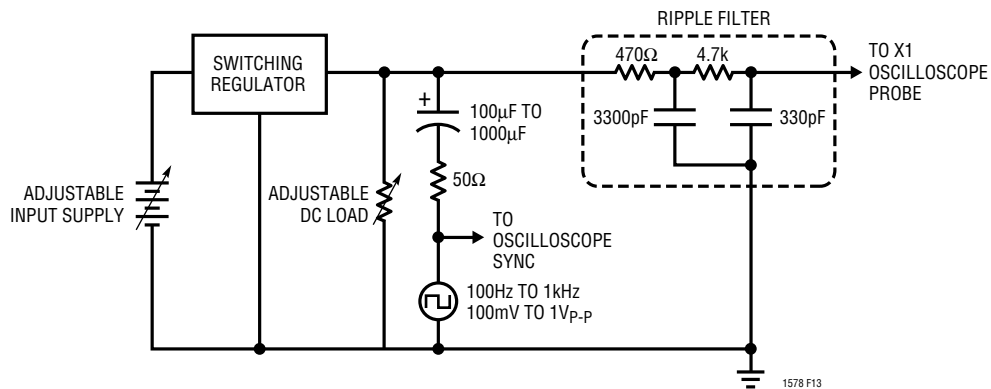 RIPPLE FILTER
SWITCHING
REGULATOR
470Ω
4.7k
TO X1
OSCILLOSCOPE
PROBE
+
100µF TO
1000µF
3300pF
330pF
ADJUSTABLE
INPUT SUPPLY
ADJUSTABLE
DC LOAD
50Ω
TO
OSCILLOSCOPE
SYNC
100Hz TO 1kHz
100mV TO 1VP-P
1578 F13